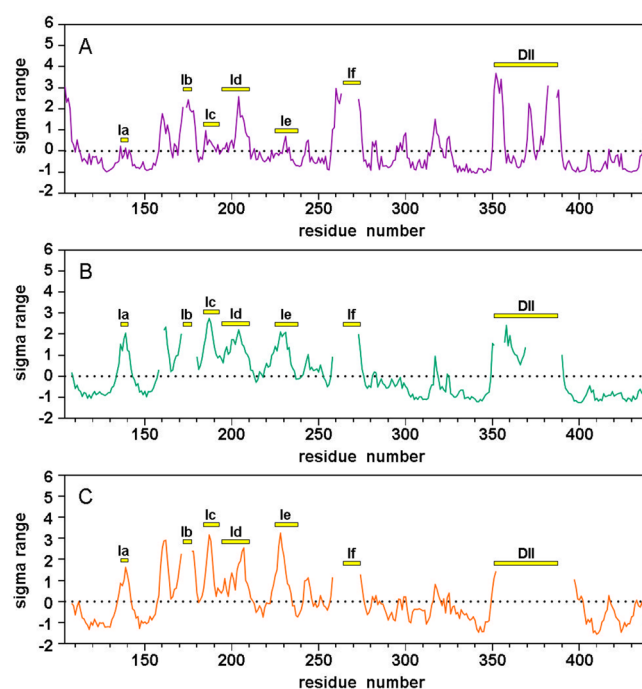 A
6
5
4
3
2
1
0
-1
-2
sigma range
Ia
Ib
Ic
Id
Ie
If
DII
150
200
250
300
350
400
residue number
B
6
5
4
3
2
1
0
-1
-2
sigma range
Ia
Ib
Ic
Id
Ie
If
DII
150
200
250
300
350
400
residue number
C
6
5
4
3
2
1
0
-1
-2
sigma range
Ia
Ib
Ic
Id
Ie
If
DII
150
200
250
300
350
400
residue number